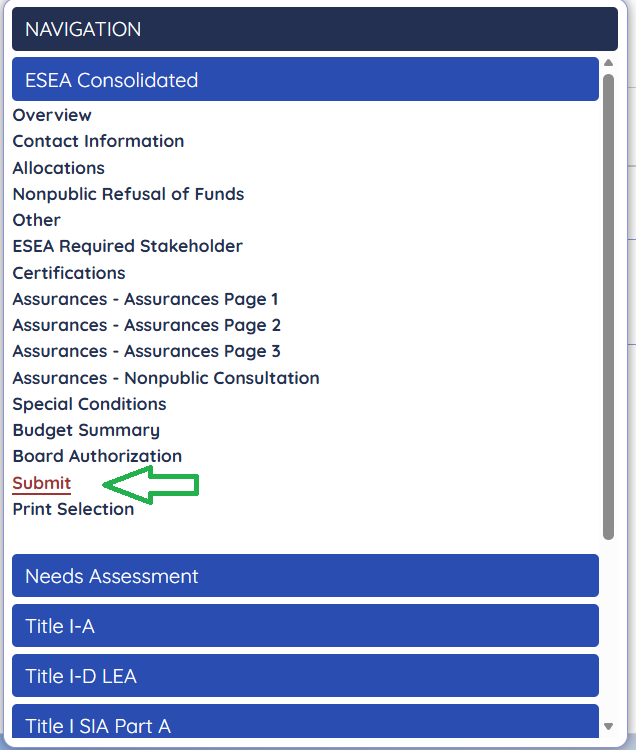 NAVIGATION
ESEA Consolidated
Overview
Contact Information
Allocations
Nonpublic Refusal of Funds
Other
ESEA Required Stakeholder
Certifications
Assurances - Assurances Page 1
Assurances - Assurances Page 2
Assurances - Assurances Page 3
Assurances - Nonpublic Consultation
Special Conditions
Budget Summary
Board Authorization
Submit
Print Selection
Needs Assessment
Title I-A
Title I-D LEA
Title I SIA Part A